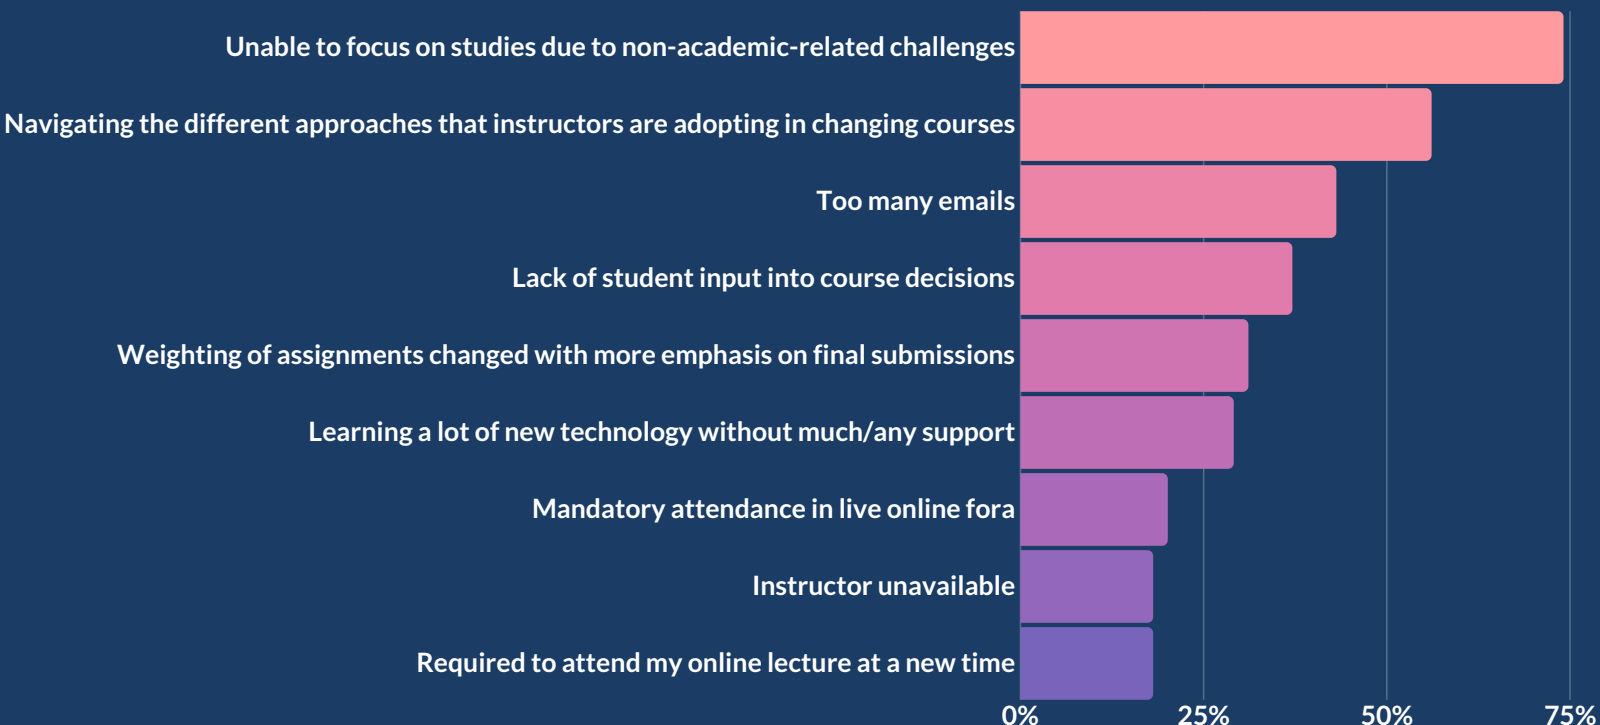 Unable to focus on studies due to non-academic-related challenges
Navigating the different approaches that instructors are adopting in changing courses
Too many emails
Lack of student input into course decisions
Weighting of assignments changed with more emphasis on final submissions
Learning a lot of new technology without much/any support
Mandatory attendance in live online fora
Instructor unavailable
Required to attend my online lecture at a new time
0% 25% 50% 75%